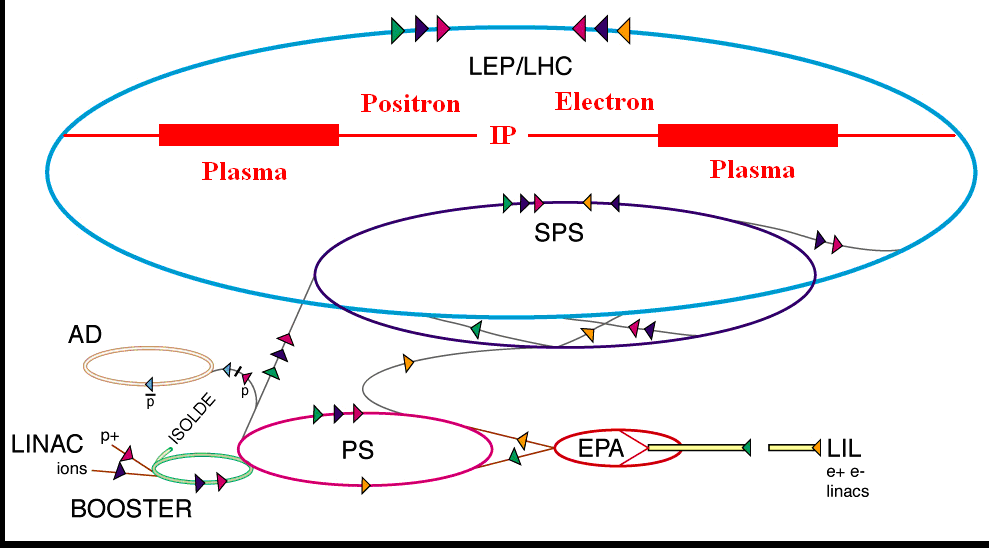 LEP/LHC
Positron
Electron
IP
Plasma
Plasma
SPS
AD
p
p
ISOLDE
LINAC
p+
ions
BOOSTER
PS
EPA
LIL
e+ e-
linacs